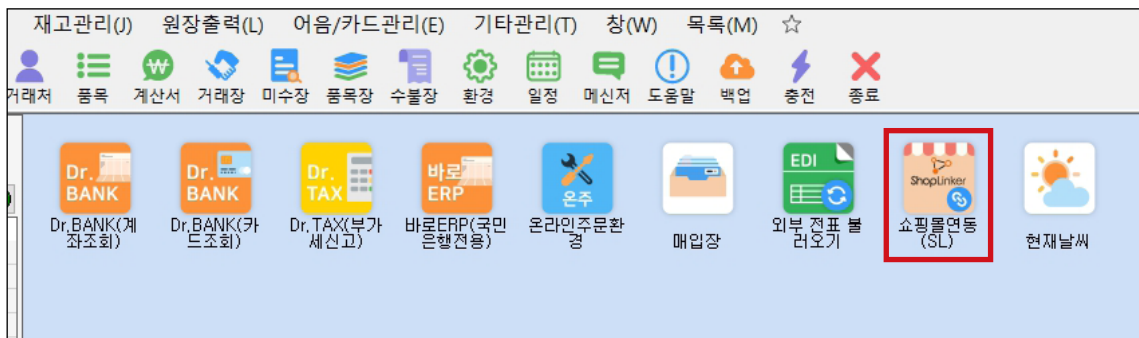 재고관리(J) 원장출력(L) 어음/카드관리(E) 기타관리(T) 창(W) 목록(M) ☆
거래처 품목 계산서 거래장 미수장 품목장 수불장 환경 일정 메신저 도움말 백업 충전 종료
Dr.
BANK
Dr.BANK(계
좌조회)
Dr.
BANK
Dr.BANK(카
드조회)
Dr.
TAX
Dr.TAX(부가
세신고)
바로
ERP
바로ERP(국민
은행전용)
온주
온라인주문환
경
매입장
EDI
외부 전표 불
러오기
ShopLinker
쇼핑몰연동
(SL)
현재날씨